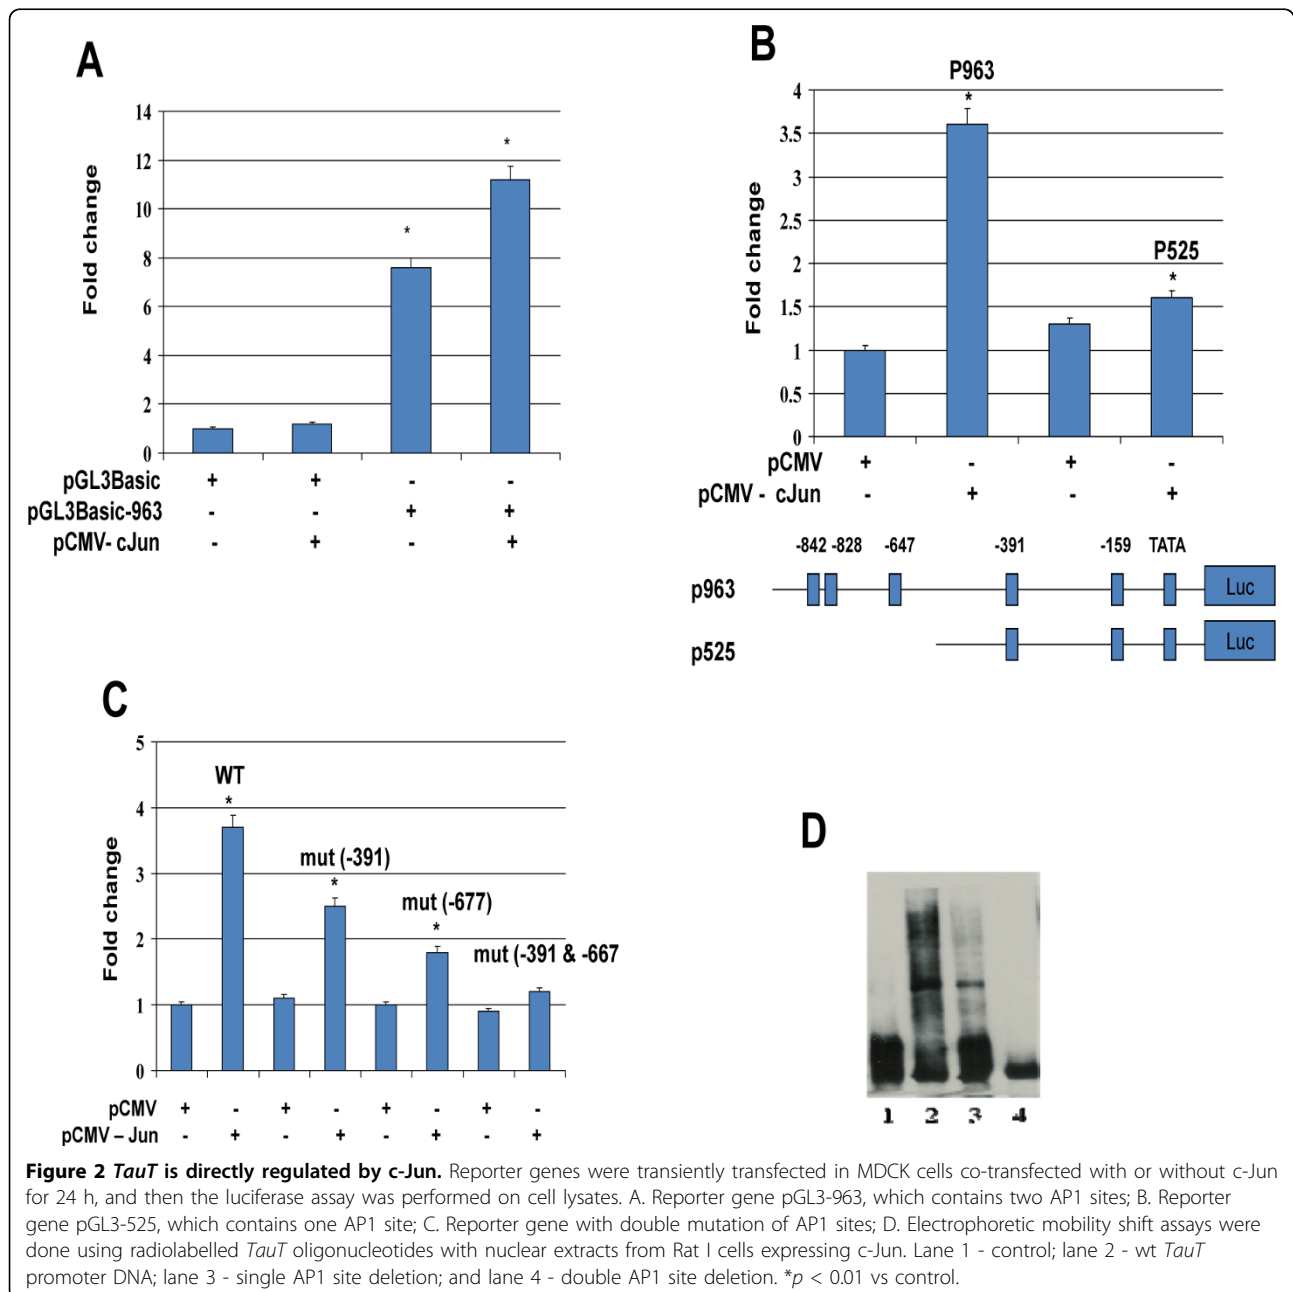 A
14
12
10
8
6
4
2
0
Fold change
*
*
pGL3Basic + + - -
pGL3Basic-963 - - + +
pCMV- cJun - + - +
B
4
3.5
3
2.5
2
1.5
1
0.5
0
Fold change
P963
*
P525
*
pCMV + - + -
pCMV - cJun - + - +
-842 -828 -647 -391 -159 TATA
p963 Luc
p525 Luc
C
5
4
3
2
1
0
Fold change
WT
*
mut (-391)
*
mut (-677)
*
mut (-391 & -667
pCMV + - + - + - + -
pCMV – Jun - + - + - + - +
D
1 2 3 4
Figure 2 TauT is directly regulated by c-Jun. Reporter genes were transiently transfected in MDCK cells co-transfected with or without c-Jun
for 24 h, and then the luciferase assay was performed on cell lysates. A. Reporter gene pGL3-963, which contains two AP1 sites; B. Reporter
gene pGL3-525, which contains one AP1 site; C. Reporter gene with double mutation of AP1 sites; D. Electrophoretic mobility shift assays were
done using radiolabelled TauT oligonucleotides with nuclear extracts from Rat I cells expressing c-Jun. Lane 1 - control; lane 2 - wt TauT
promoter DNA; lane 3 - single AP1 site deletion; and lane 4 - double AP1 site deletion. *p < 0.01 vs control.